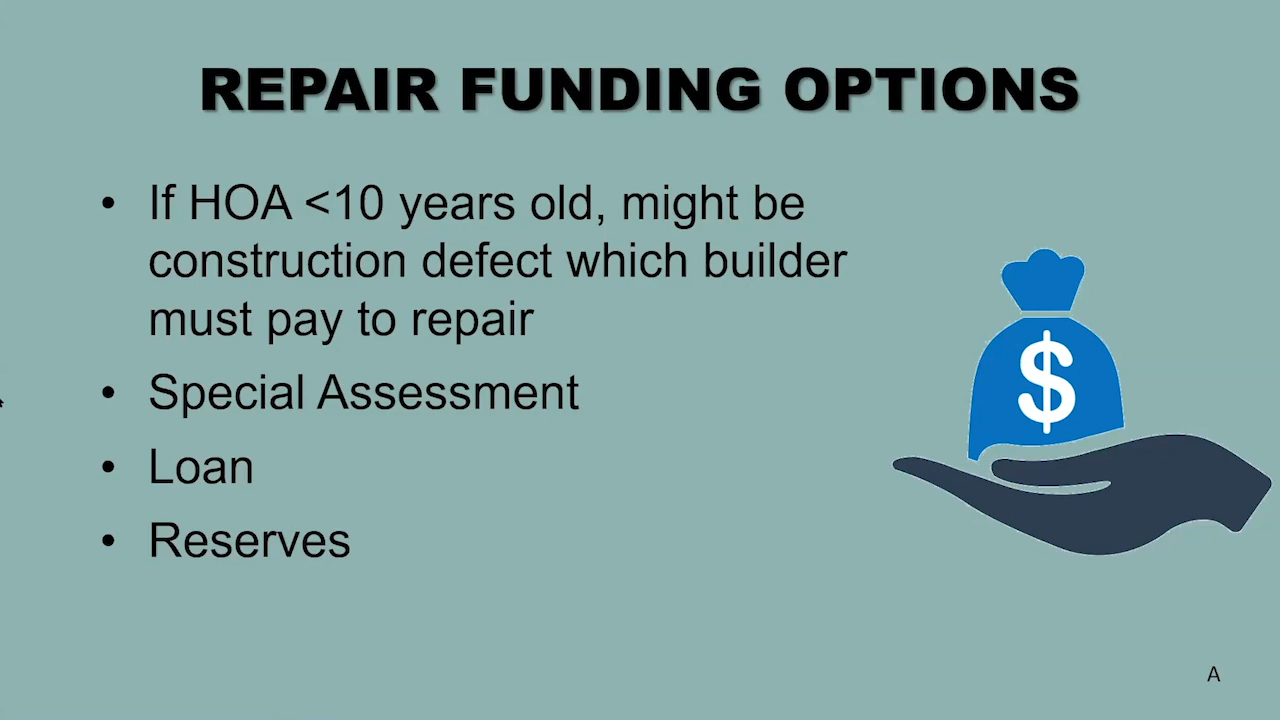 REPAIR FUNDING OPTIONS
• If HOA <10 years old, might be
construction defect which builder
must pay to repair
• Special Assessment
• Loan
• Reserves
$
A